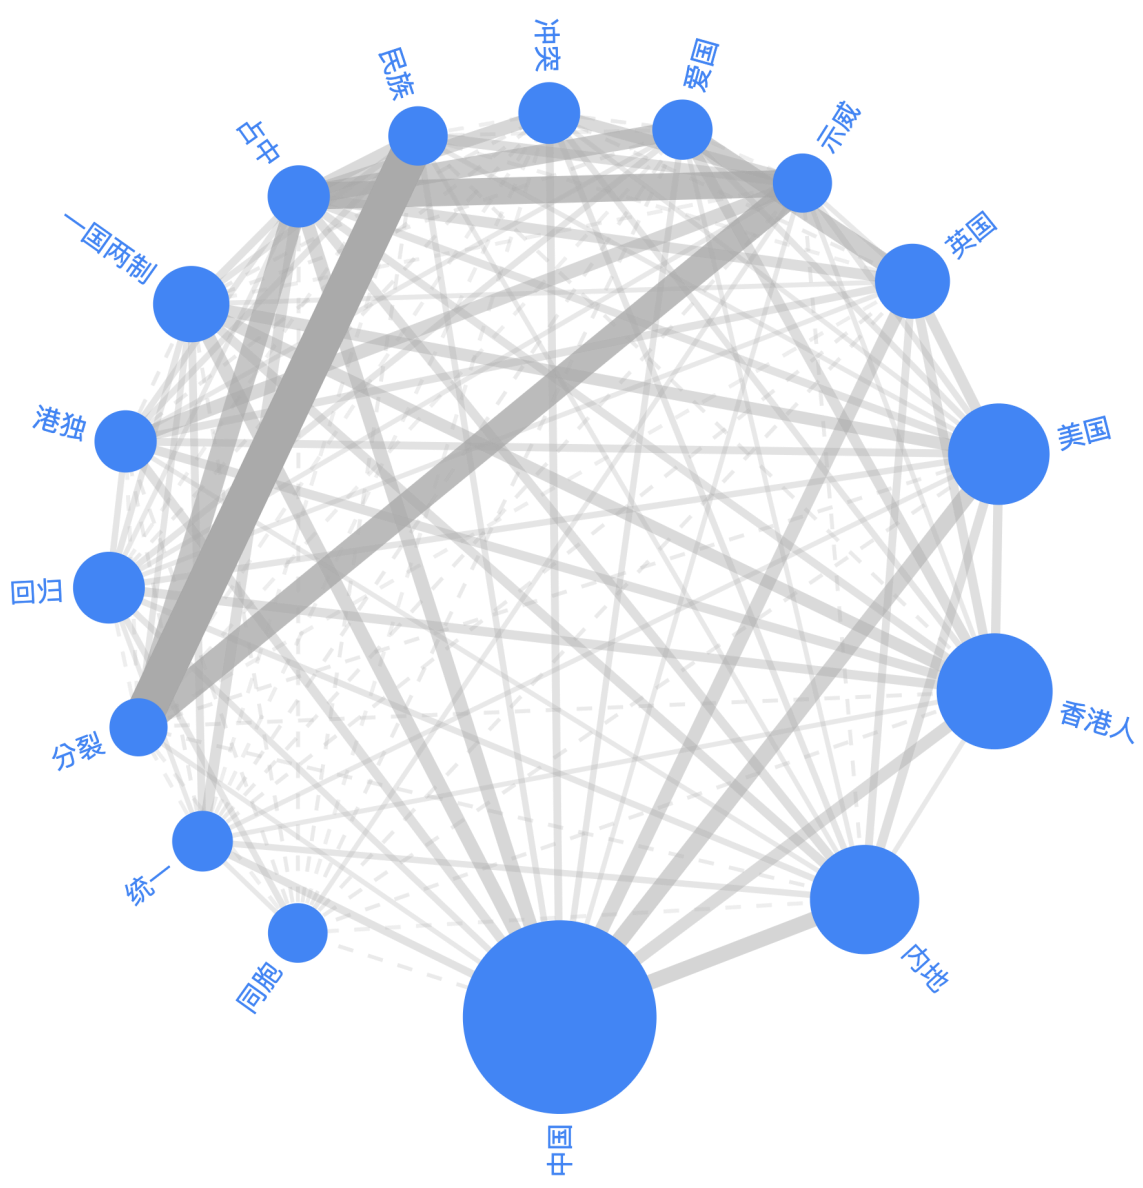 冲突
爱国
示威
英国
美国
香港人
内地
中国
同胞
统一
分裂
回归
港独
一国两制
占中
民族